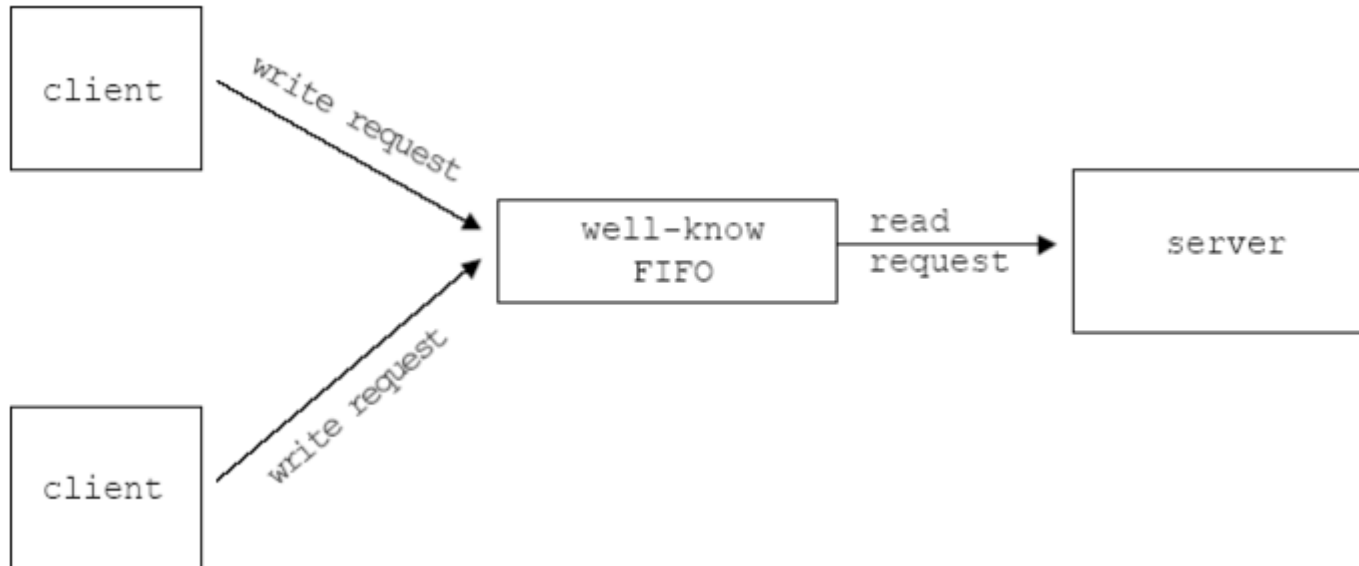 client
write request
well-know
FIFO
read
request
server
write request
client